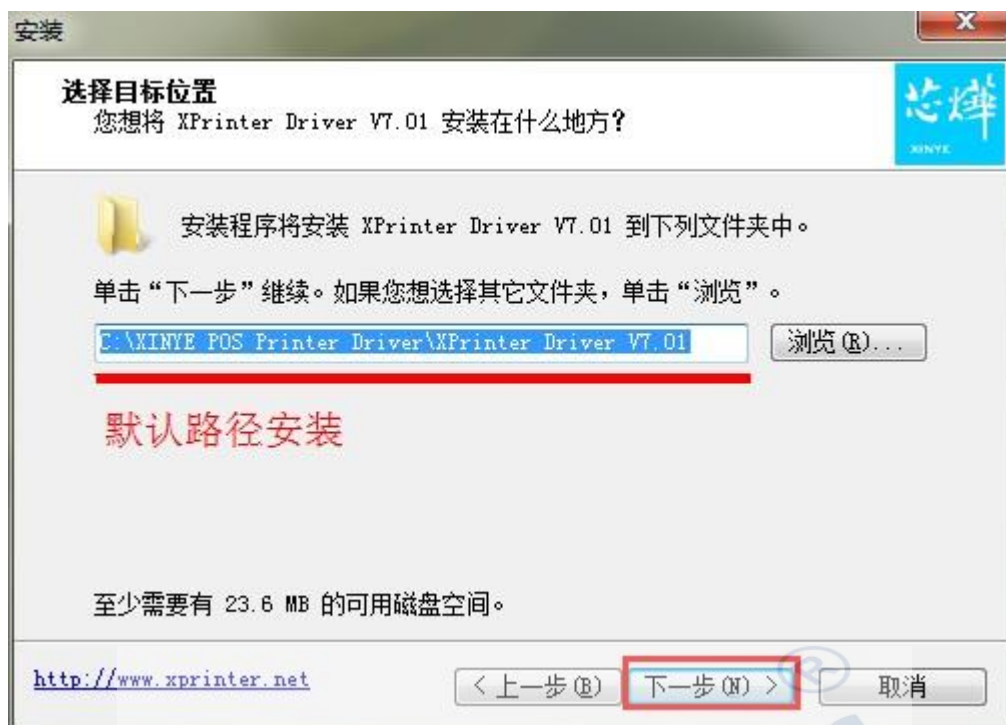 安装
选择目标位置
您想将 XPrinter Driver V7.01 安装在什么地方?
芯烨
XINYE
安装程序将安装 XPrinter Driver V7.01 到下列文件夹中。
单击“下一步”继续。如果您想选择其它文件夹，单击“浏览”。
C:\XINYE POS Printer Driver\XPrinter Driver V7.01
浏览(R)...
默认路径安装
至少需要有 23.6 MB 的可用磁盘空间。
http://www.xprinter.net
< 上一步(B)
下一步(N) >
取消